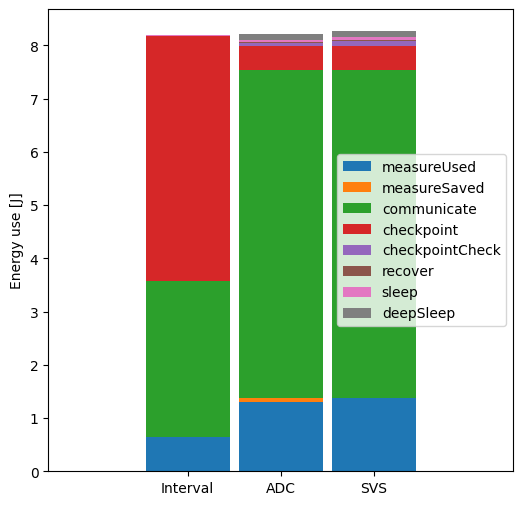 Energy use [J]
8
7
6
5
4
3
2
1
0
measureUsed
measureSaved
communicate
checkpoint
checkpointCheck
recover
sleep
deepSleep
Interval ADC SVS